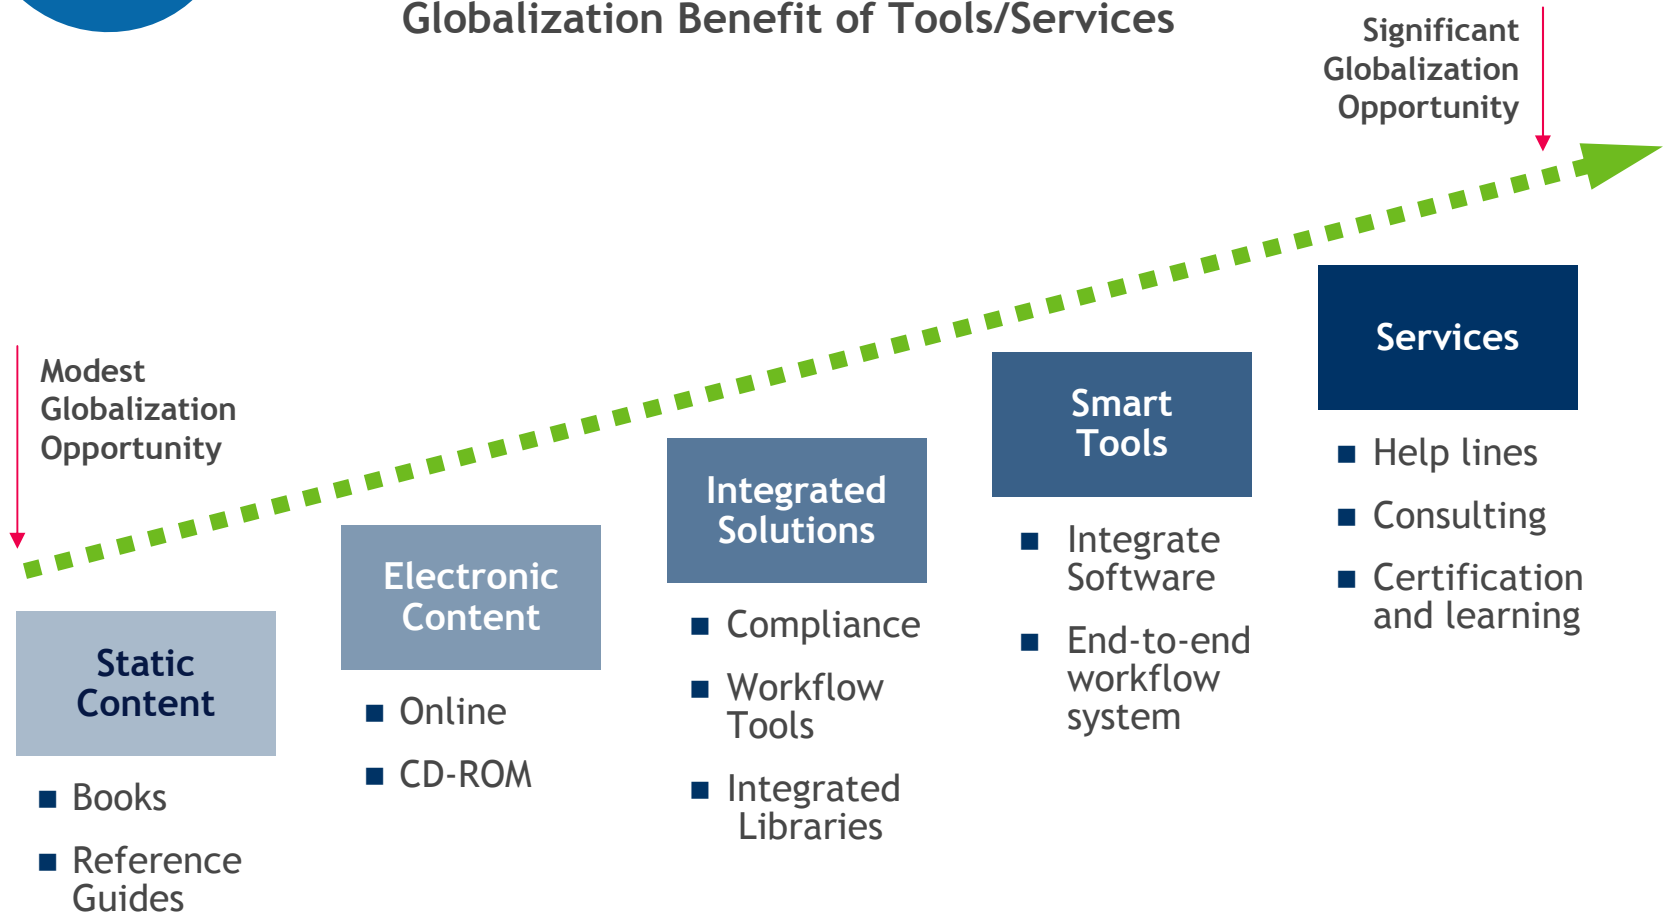 Globalization Benefit of Tools/Services
Significant
Globalization
Opportunity
Modest
Globalization
Opportunity
Static
Content
■ Books
■ Reference
Guides
Electronic
Content
■ Online
■ CD-ROM
Integrated
Solutions
■ Compliance
■ Workflow
Tools
■ Integrated
Libraries
Smart
Tools
■ Integrate
Software
■ End-to-end
workflow
system
Services
■ Help lines
■ Consulting
■ Certification
and learning